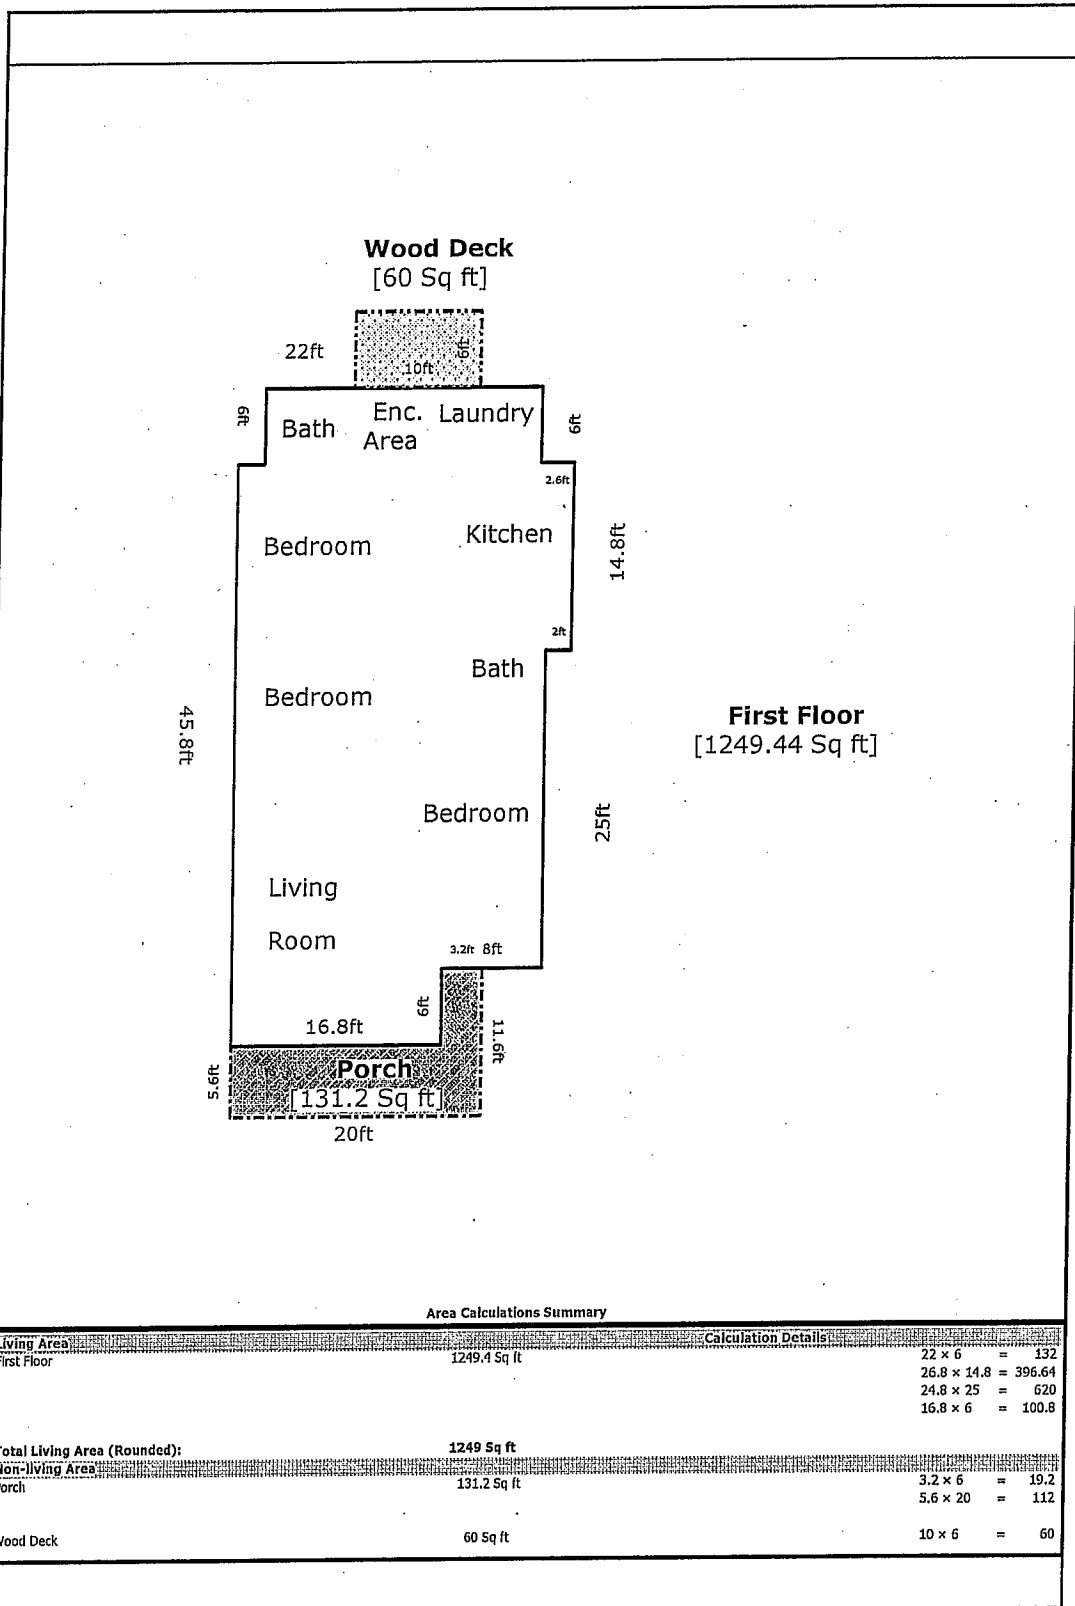 Wood Deck
[60 Sq ft]
22ft
6ft
10ft
6ft
Bath
Enc.
Area
Laundry
6ft
2.6ft
Bedroom
Kitchen
14.8ft
2ft
Bath
Bedroom
45.8ft
First Floor
[1249.44 Sq ft]
Bedroom
25ft
Living
Room
3.2ft 8ft
6ft
16.8ft
11.6ft
5.6ft
Porch
[131.2 Sq ft]
20ft
Area Calculations Summary
Living Area Calculation Details
First Floor 1249.4 Sq ft 22 × 6 = 132
26.8 × 14.8 = 396.64
24.8 × 25 = 620
16.8 × 6 = 100.8
Total Living Area (Rounded): 1249 Sq ft
Non-living Area
Porch 131.2 Sq ft 3.2 × 6 = 19.2
5.6 × 20 = 112
Wood Deck 60 Sq ft 10 × 6 = 60